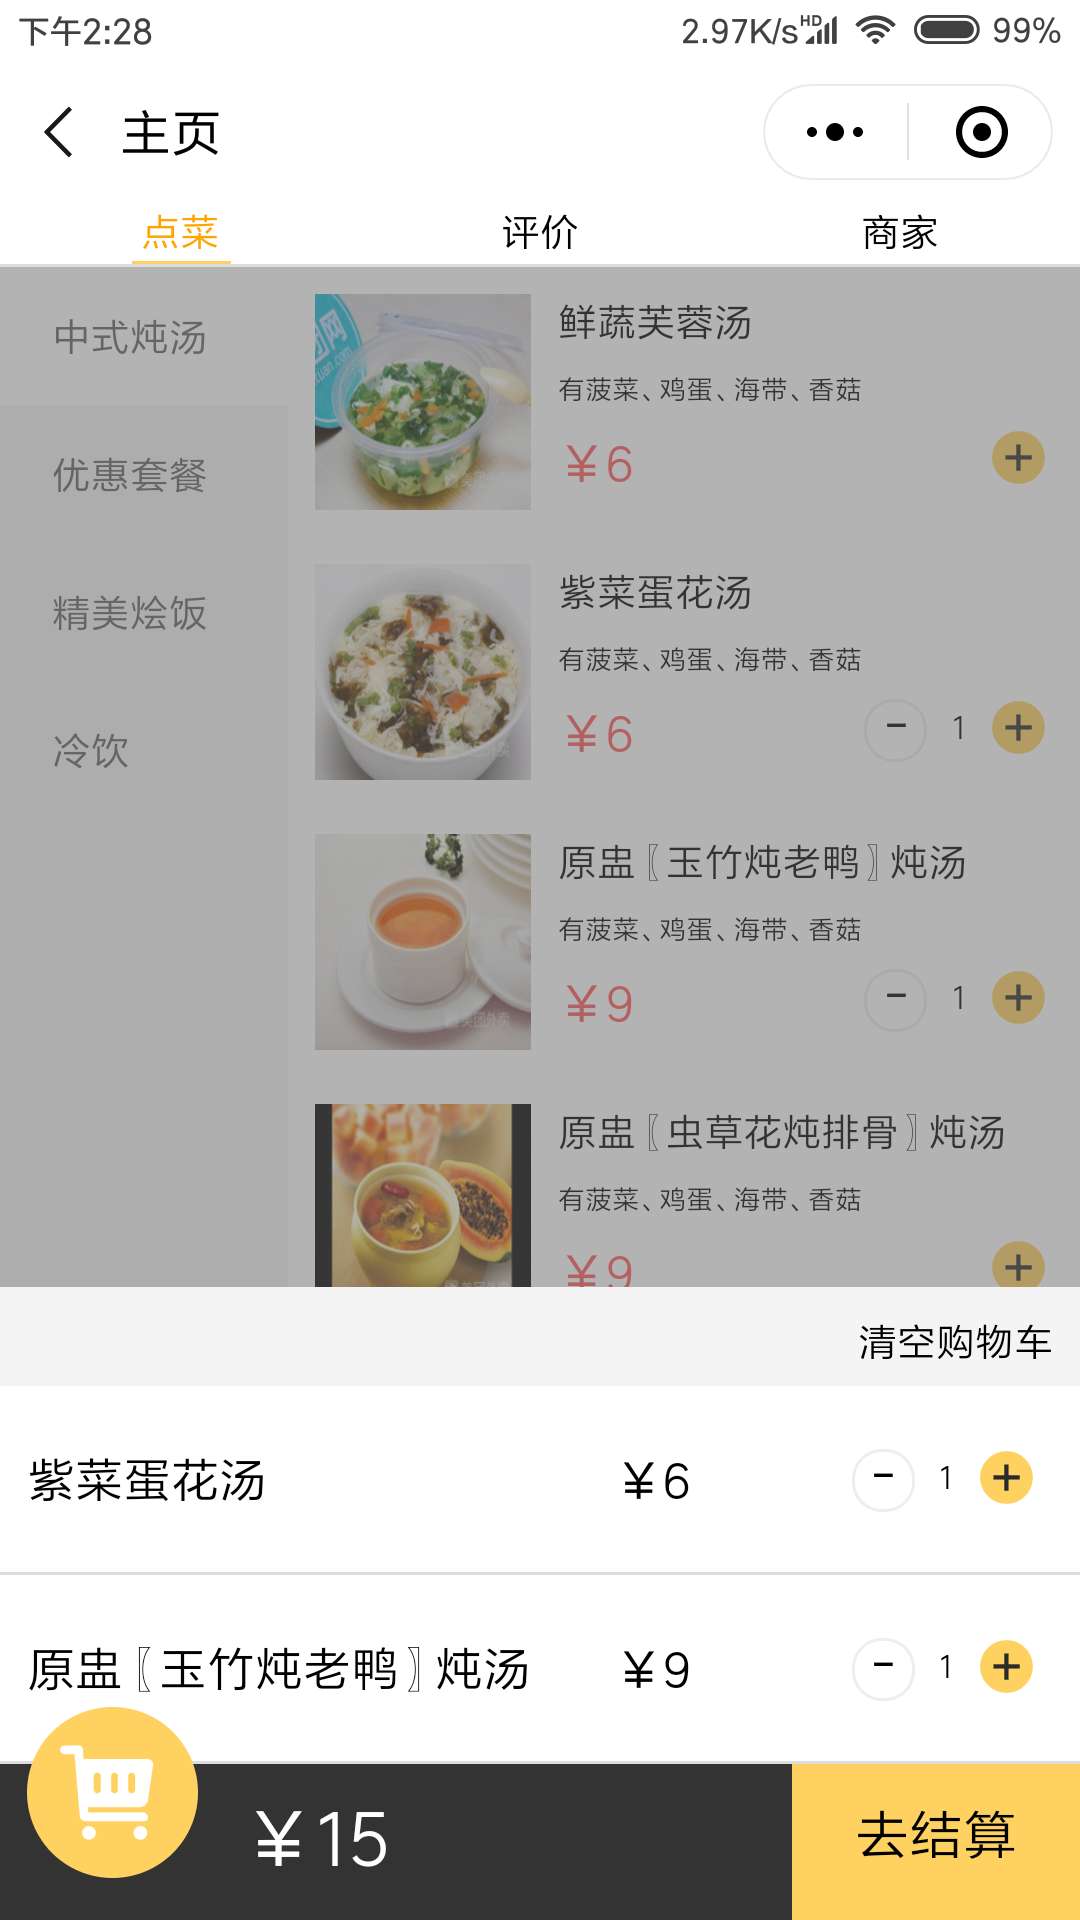 下午2:28
2.97K/s HD 99%
主页
点菜 评价 商家
中式炖汤
优惠套餐
精美烩饭
冷饮
鲜蔬芙蓉汤
有菠菜、鸡蛋、海带、香菇
¥6
紫菜蛋花汤
有菠菜、鸡蛋、海带、香菇
¥6 - 1 +
原盅〖玉竹炖老鸭〗炖汤
有菠菜、鸡蛋、海带、香菇
¥9 - 1 +
原盅〖虫草花炖排骨〗炖汤
有菠菜、鸡蛋、海带、香菇
¥9
清空购物车
紫菜蛋花汤 ¥6 - 1 +
原盅〖玉竹炖老鸭〗炖汤 ¥9 - 1 +
¥15 去结算